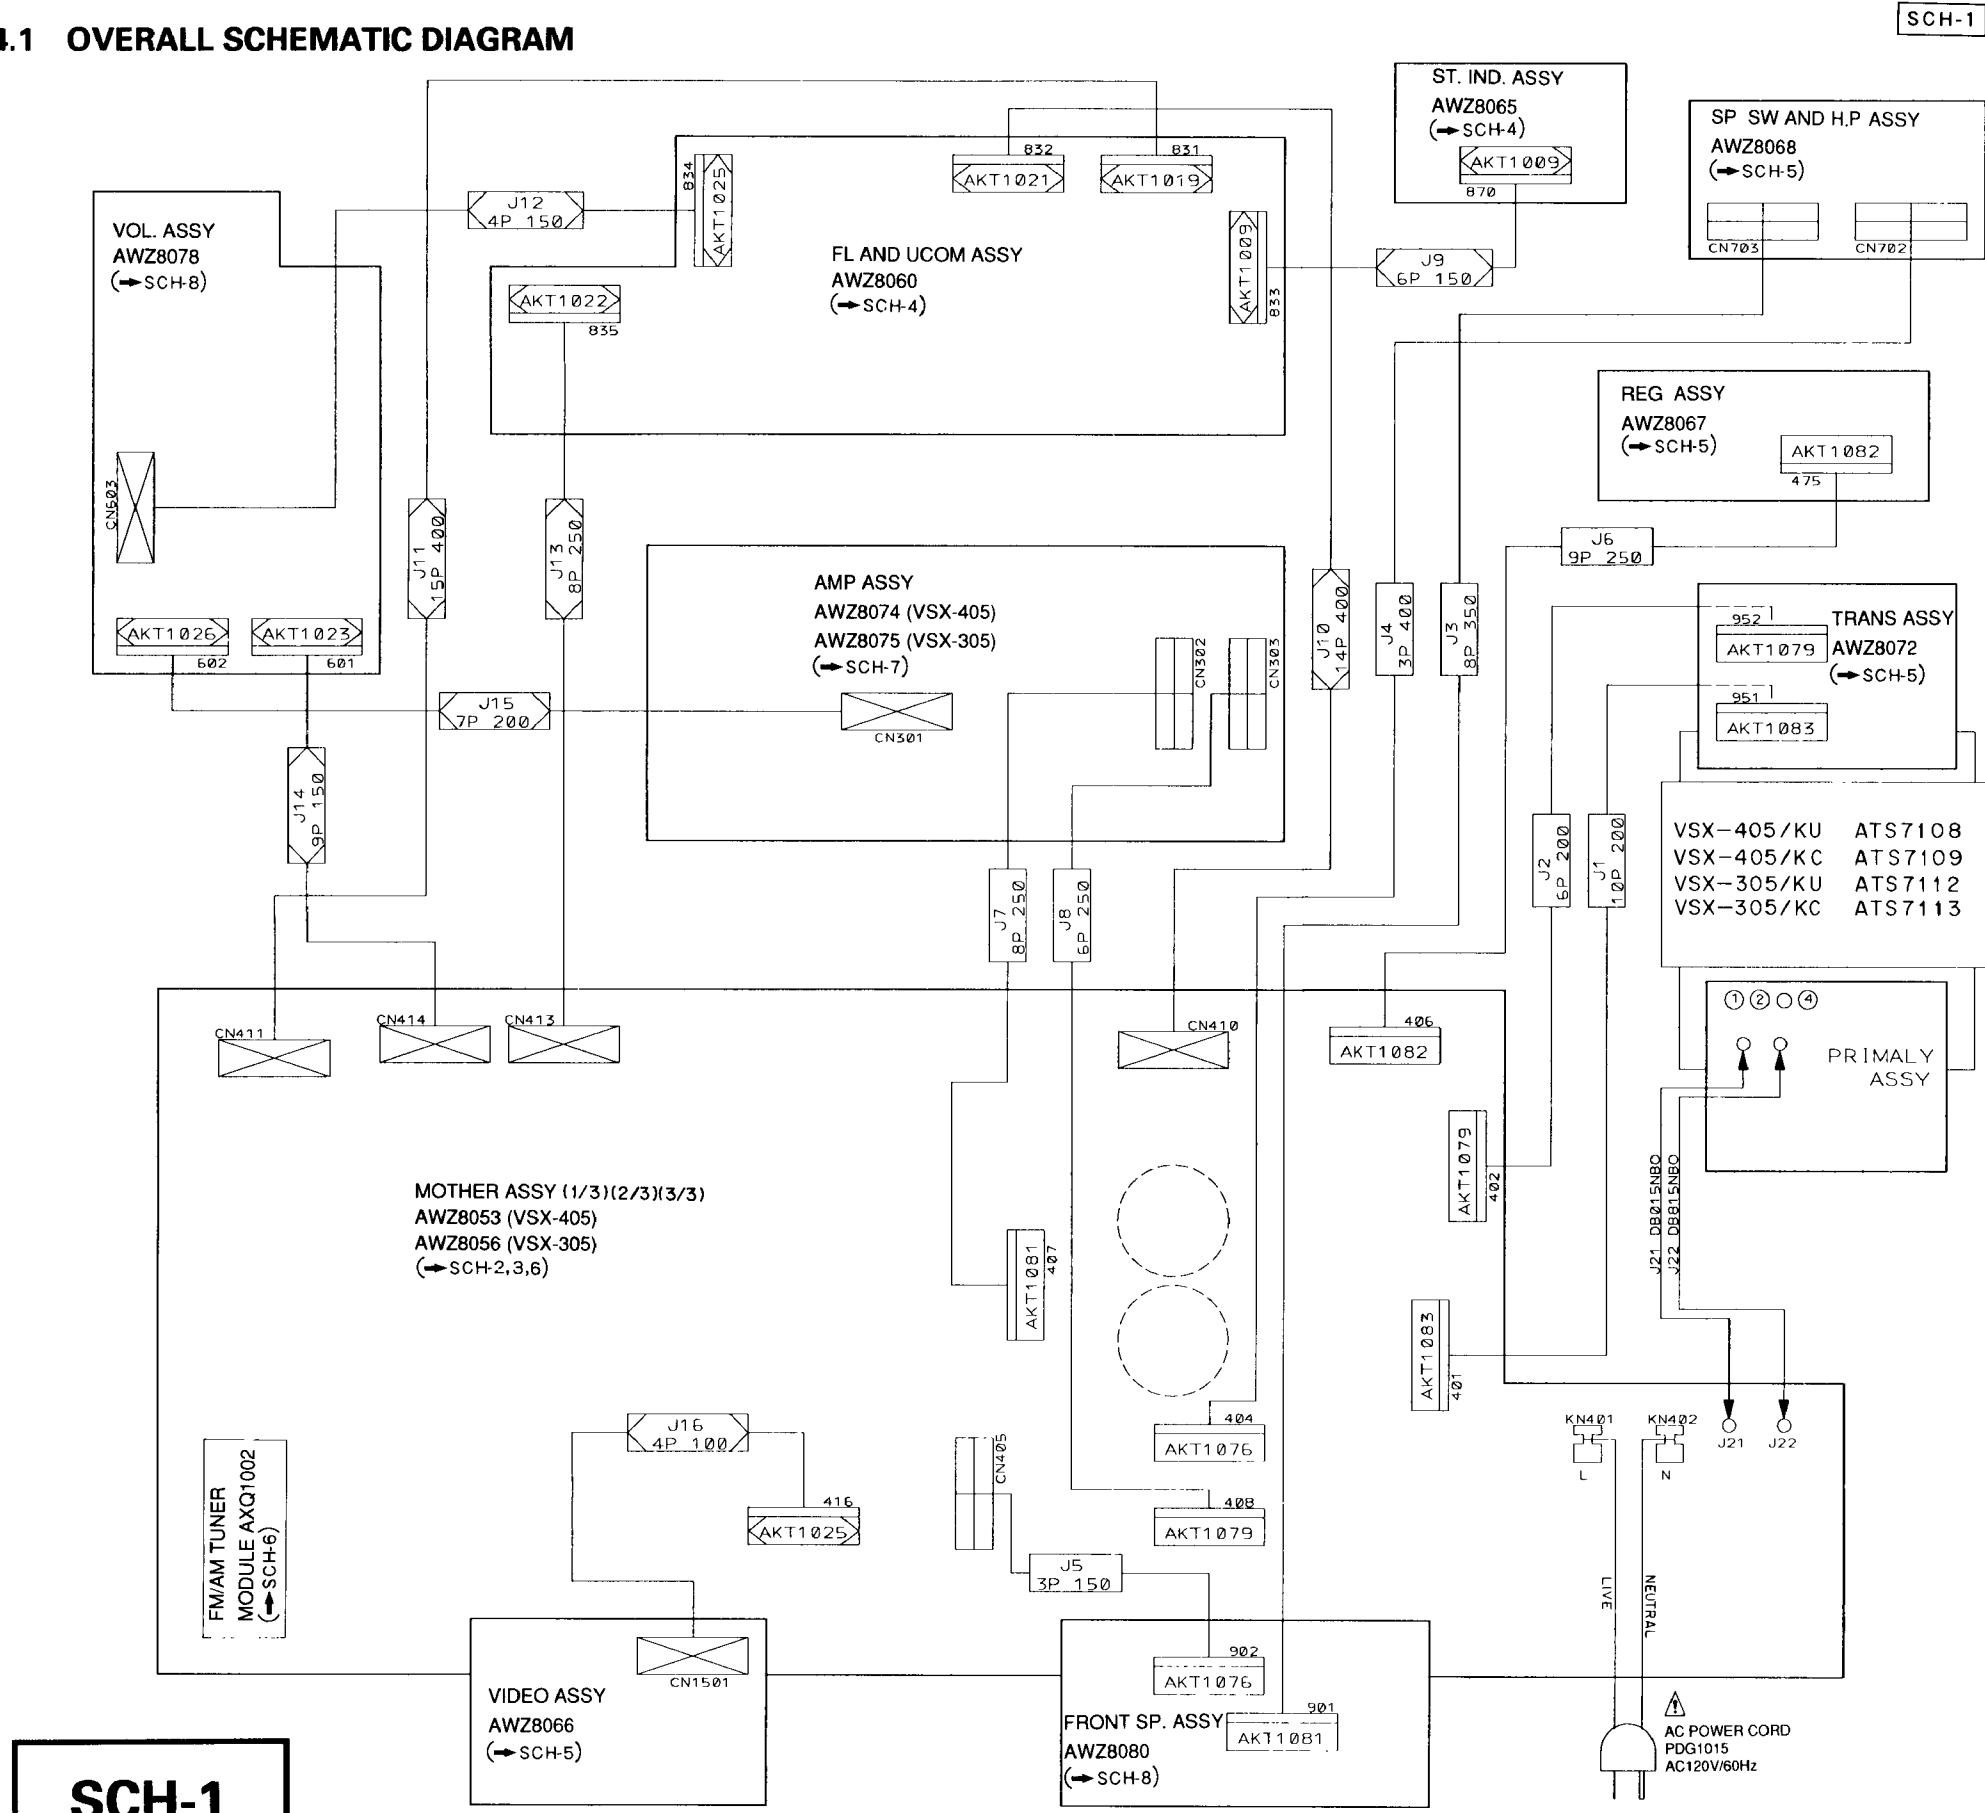 4.1 OVERALL SCHEMATIC DIAGRAM
SCH-1
ST. IND. ASSY
AWZ8065
(➞SCH-4)
AKT1009
870
SP SW AND H.P ASSY
AWZ8068
(➞SCH-5)
CN703
CN702
VOL. ASSY
AWZ8078
(➞SCH-8)
CN603
AKT1026
602
AKT1023
601
J12
4P 150
834
AKT1025
832
AKT1021
831
AKT1019
FL AND UCOM ASSY
AWZ8060
(➞SCH-4)
AKT1022
835
AKT1009
833
J9
6P 150
REG ASSY
AWZ8067
(➞SCH-5)
AKT1082
475
J6
9P 250
J11
15P 400
J13
8P 250
AMP ASSY
AWZ8074 (VSX-405)
AWZ8075 (VSX-305)
(➞SCH-7)
CN301
CN302
CN303
J10
14P 400
J4
3P 400
J3
8P 350
TRANS ASSY
AWZ8072
(➞SCH-5)
952
AKT1079
951
AKT1083
J15
7P 200
J14
9P 150
J7
8P 250
J8
6P 250
J2
6P 200
J1
10P 200
VSX-405/KU ATS7108
VSX-405/KC ATS7109
VSX-305/KU ATS7112
VSX-305/KC ATS7113
1 2 4
PRIMALY
ASSY
CN411
CN414
CN413
CN410
406
AKT1082
AKT1079
402
J21 DB015NB0
J22 DB815NB0
MOTHER ASSY (1/3)(2/3)(3/3)
AWZ8053 (VSX-405)
AWZ8056 (VSX-305)
(➞SCH-2,3,6)
AKT1081
407
AKT1083
401
J16
4P 100
416
AKT1025
CN405
404
AKT1076
408
AKT1079
KN401
L
KN402
N
J21
J22
FM/AM TUNER
MODULE AXQ1002
(➞SCH-6)
J5
3P 150
LIVE
NEUTRAL
CN1501
VIDEO ASSY
AWZ8066
(➞SCH-5)
902
AKT1076
901
AKT1081
FRONT SP. ASSY
AWZ8080
(➞SCH-8)
AC POWER CORD
PDG1015
AC120V/60Hz
SCH-1